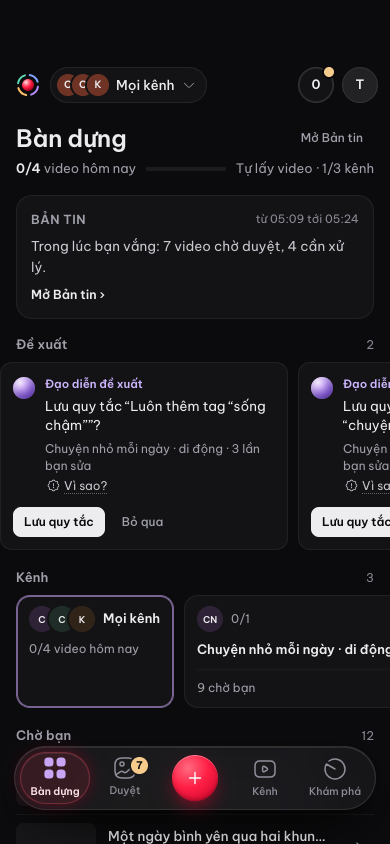 C C K Mọi kênh
0
T
Bàn dựng
Mở Bản tin
0/4 video hôm nay
Tự lấy video · 1/3 kênh
BẢN TIN
từ 05:09 tới 05:24
Trong lúc bạn vắng: 7 video chờ duyệt, 4 cần xử
lý.
Mở Bản tin ›
Đề xuất
2
Đạo diễn đề xuất
Lưu quy tắc “Luôn thêm tag “sống
chậm””?
Chuyện nhỏ mỗi ngày · di động · 3 lần
bạn sửa
Vì sao?
Lưu quy tắc
Bỏ qua
Đạo diễn
Lưu quy
“chuyện
Chuyện
bạn sửa
Vì sa
Lưu quy tắc
Kênh
3
C C K Mọi kênh
0/4 video hôm nay
CN 0/1
Chuyện nhỏ mỗi ngày · di động
9 chờ bạn
Chờ bạn
12
Bàn dựng
7
Duyệt
Kênh
Khám phá
Một ngày bình yên qua hai khun...